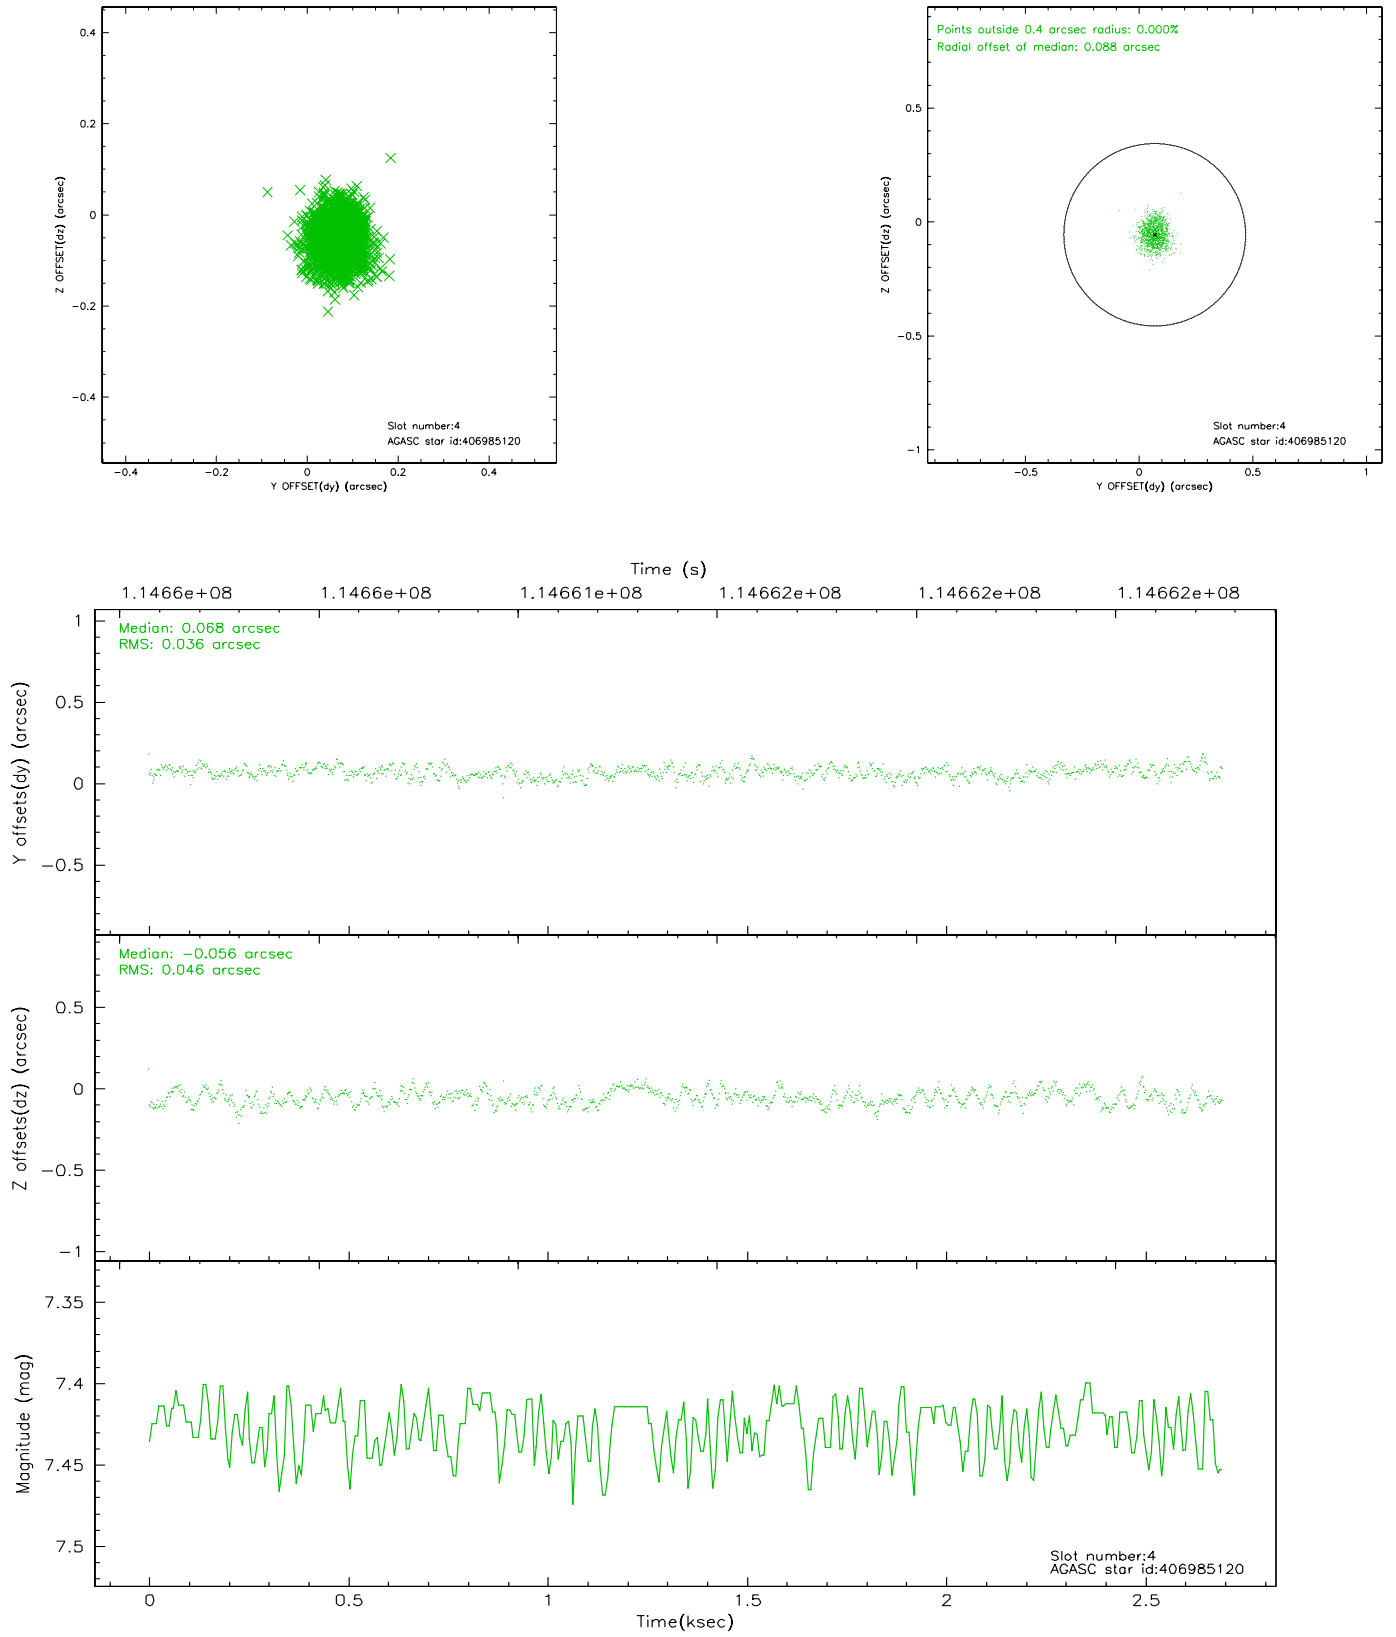 0.4
0.2
0
−0.2
−0.4
Z OFFSET(dz) (arcsec)
Slot number:4
AGASC star id:406985120
−0.4 −0.2 0 0.2 0.4
Y OFFSET(dy) (arcsec)
Points outside 0.4 arcsec radius: 0.000%
Radial offset of median: 0.088 arcsec
0.5
0
−0.5
−1
Z OFFSET(dz) (arcsec)
Slot number:4
AGASC star id:406985120
−0.5 0 0.5 1
Y OFFSET(dy) (arcsec)
Time (s)
1.1466e+08 1.1466e+08 1.14661e+08 1.14662e+08 1.14662e+08 1.14662e+08
Median: 0.068 arcsec
RMS: 0.036 arcsec
1
0.5
0
−0.5
Y offsets(dy) (arcsec)
Median: −0.056 arcsec
RMS: 0.046 arcsec
0.5
0
−0.5
−1
Z offsets(dz) (arcsec)
7.35
7.4
7.45
7.5
Magnitude (mag)
Slot number:4
AGASC star id:406985120
0 0.5 1 1.5 2 2.5
Time(ksec)